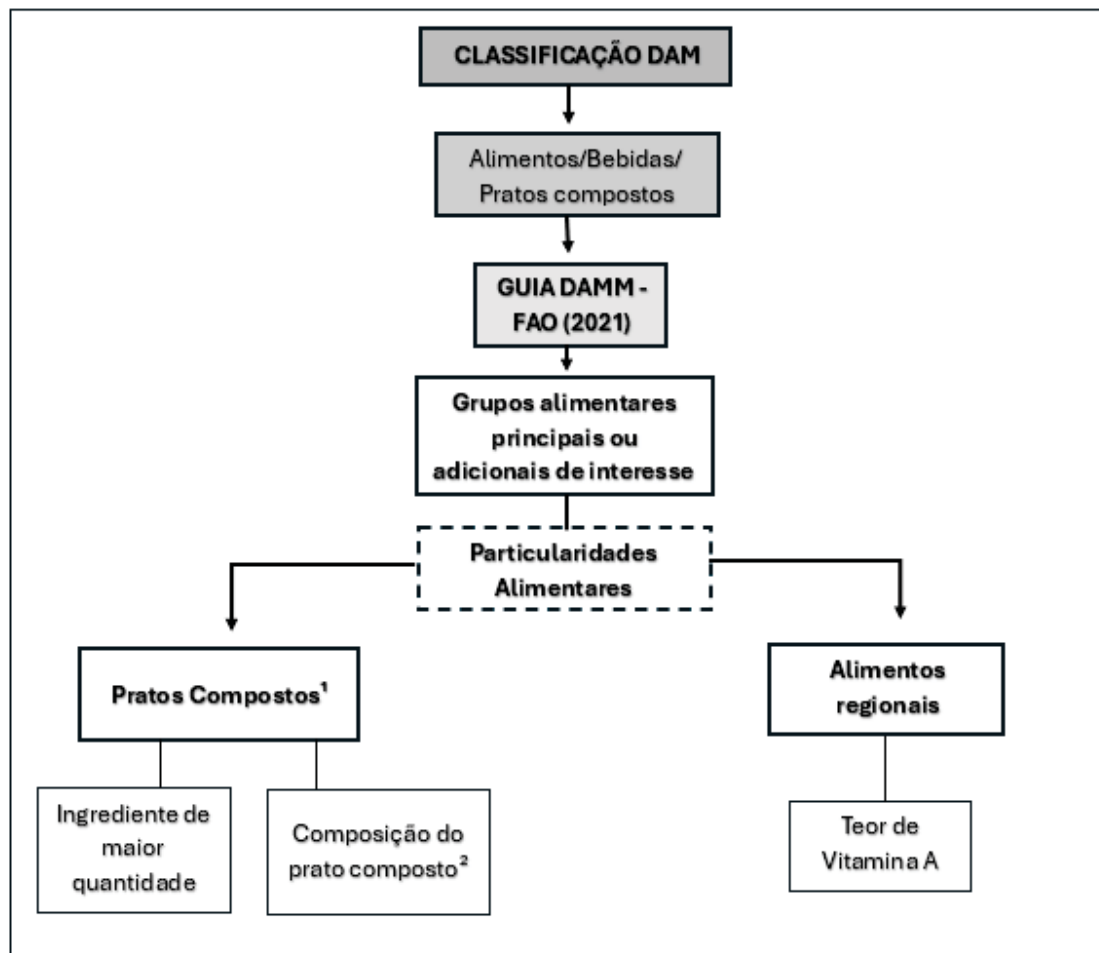 CLASSIFICAÇÃO DAM
Alimentos/Bebidas/
Pratos compostos
GUIA DAMM -
FAO (2021)
Grupos alimentares
principais ou
adicionais de interesse
Particularidades
Alimentares
Pratos Compostos¹
Alimentos
regionais
Ingrediente de
maior
quantidade
Composição do
prato composto²
Teor de
Vitamina A